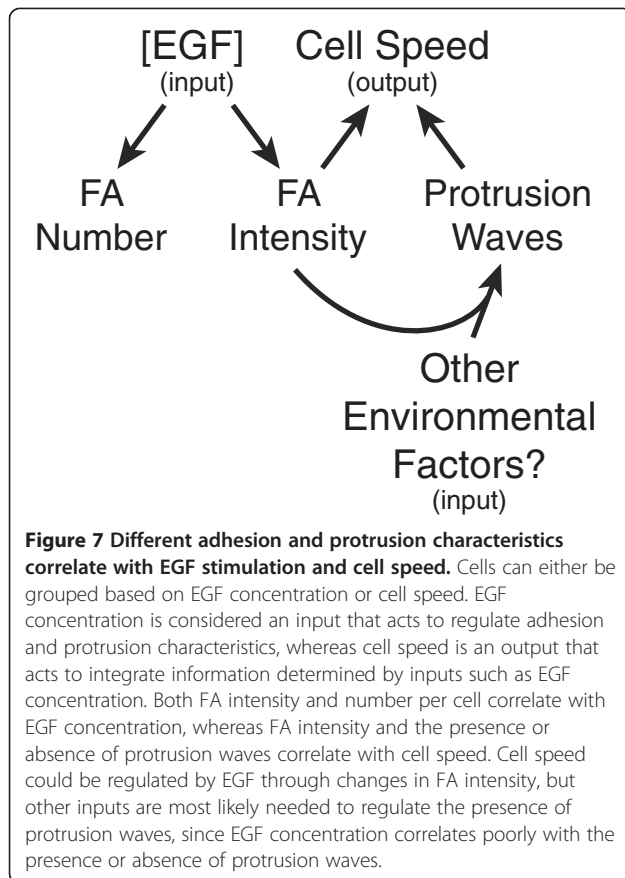 [EGF] Cell Speed
(input) (output)
FA FA Protrusion
Number Intensity Waves
Other
Environmental
Factors?
(input)
Figure 7 Different adhesion and protrusion characteristics
correlate with EGF stimulation and cell speed. Cells can either be
grouped based on EGF concentration or cell speed. EGF
concentration is considered an input that acts to regulate adhesion
and protrusion characteristics, whereas cell speed is an output that
acts to integrate information determined by inputs such as EGF
concentration. Both FA intensity and number per cell correlate with
EGF concentration, whereas FA intensity and the presence or
absence of protrusion waves correlate with cell speed. Cell speed
could be regulated by EGF through changes in FA intensity, but
other inputs are most likely needed to regulate the presence of
protrusion waves, since EGF concentration correlates poorly with the
presence or absence of protrusion waves.